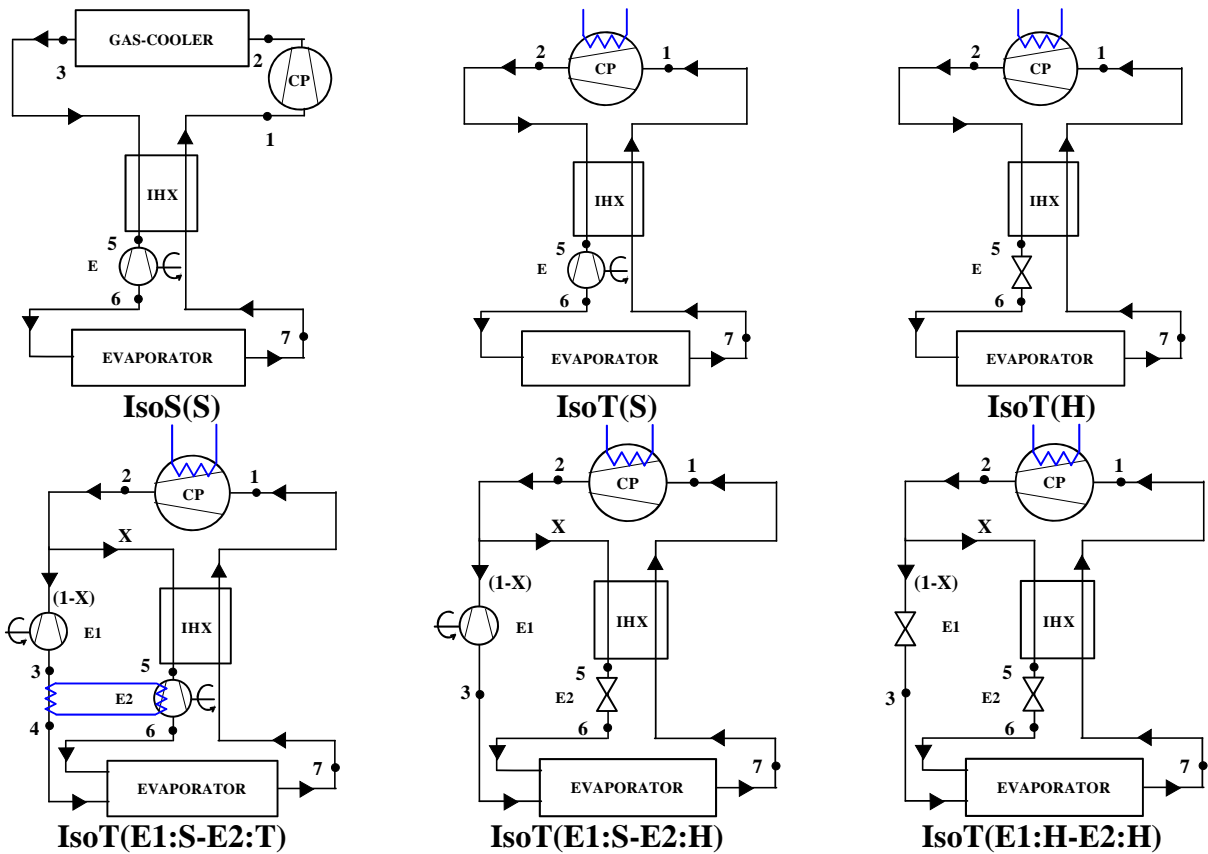 GAS-COOLER
3
2
CP
1
IHX
5
E
6
7
EVAPORATOR
IsoS(S)
2
1
CP
IHX
5
E
6
7
EVAPORATOR
IsoT(S)
2
1
CP
IHX
5
E
6
7
EVAPORATOR
IsoT(H)
2
1
CP
X
(1-X)
E1
IHX
3
5
E2
4
6
7
EVAPORATOR
IsoT(E1:S-E2:T)
2
1
CP
X
(1-X)
E1
IHX
5
3
E2
6
7
EVAPORATOR
IsoT(E1:S-E2:H)
2
1
CP
X
(1-X)
E1
IHX
5
3
E2
6
7
EVAPORATOR
IsoT(E1:H-E2:H)